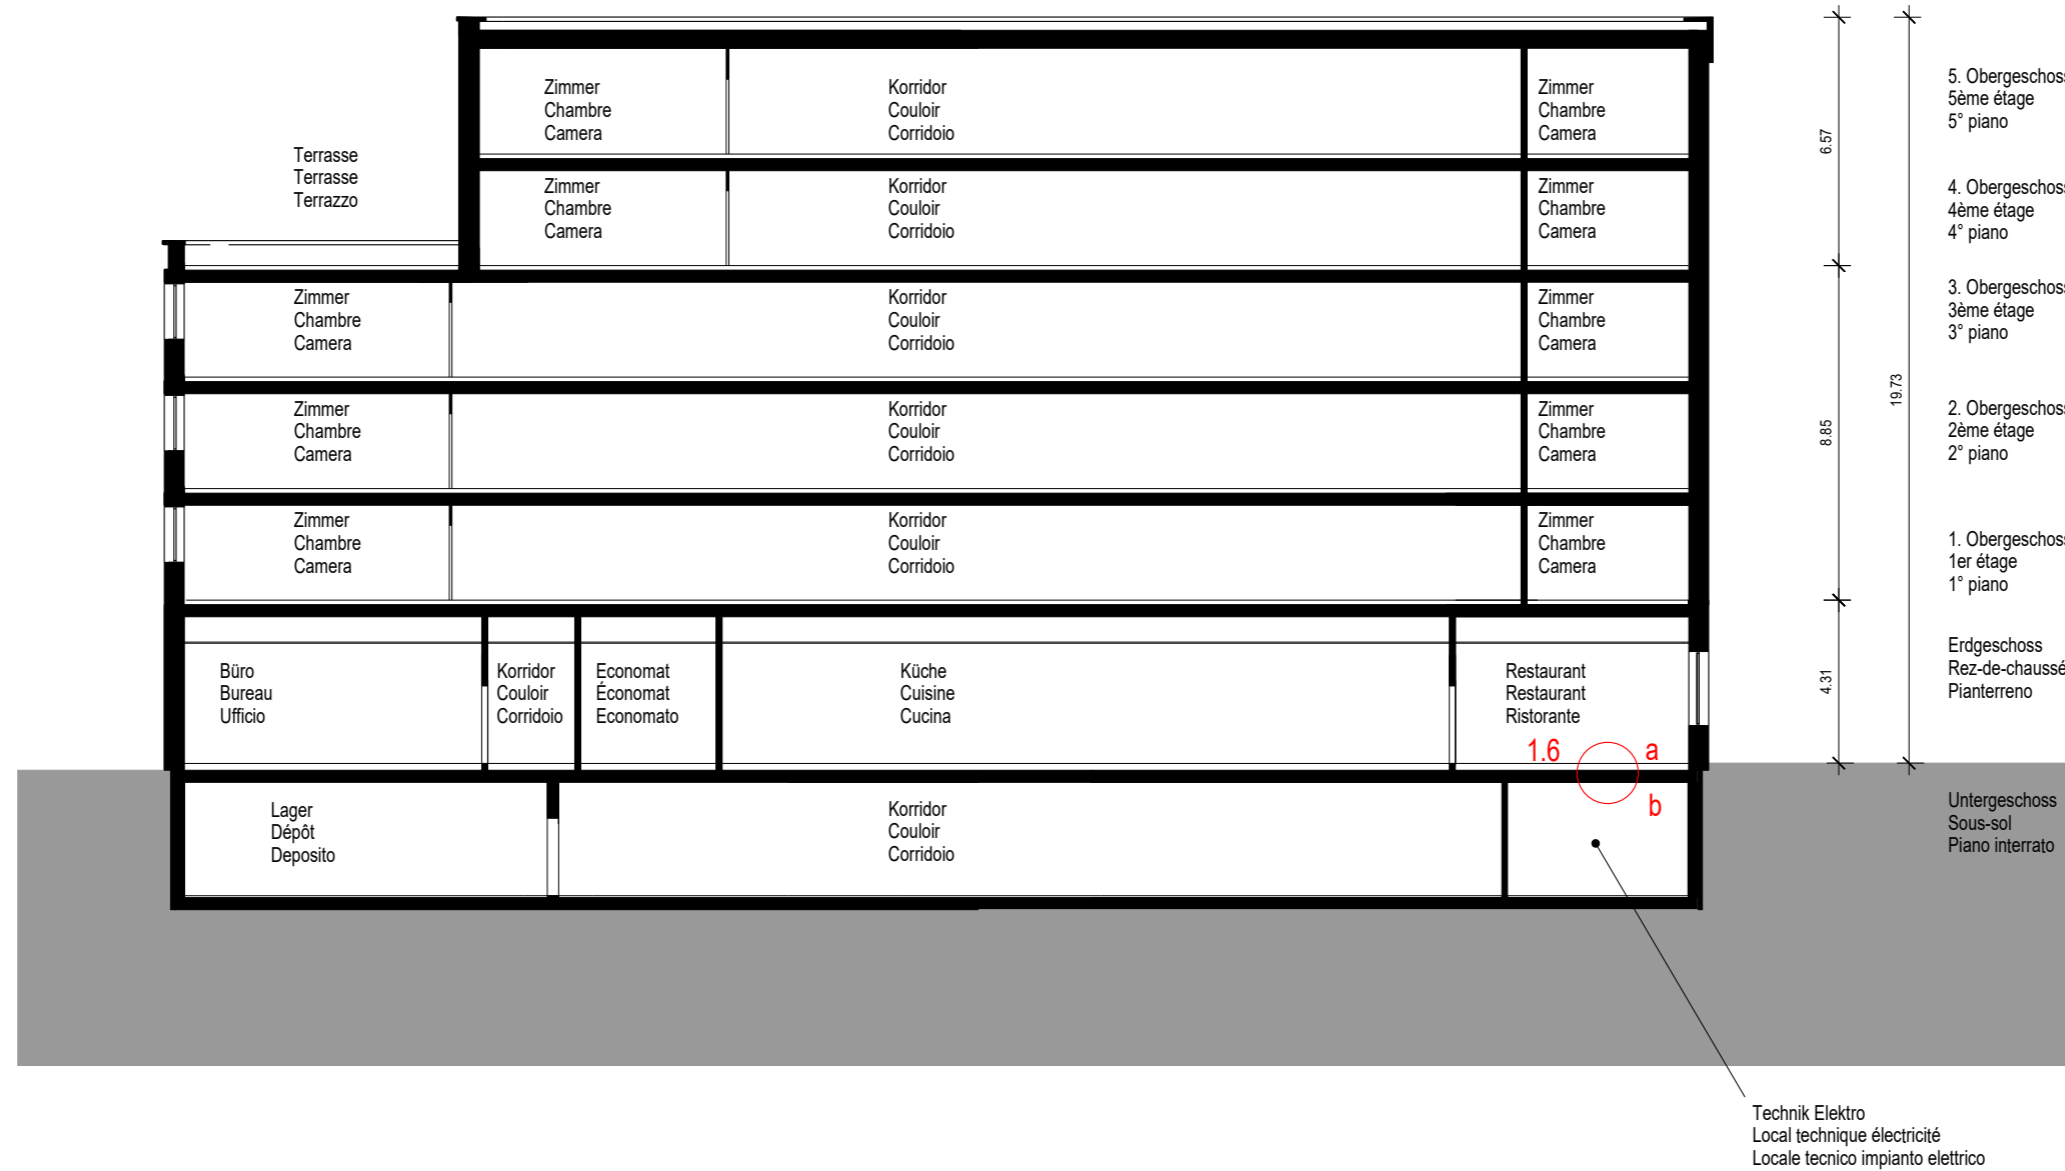 Zimmer
Chambre
Camera
Korridor
Couloir
Corridoio
Zimmer
Chambre
Camera
5. Obergeschoss
5ème étage
5° piano
6.57
Terrasse
Terrasse
Terrazzo
Zimmer
Chambre
Camera
Korridor
Couloir
Corridoio
Zimmer
Chambre
Camera
4. Obergeschoss
4ème étage
4° piano
Zimmer
Chambre
Camera
Korridor
Couloir
Corridoio
Zimmer
Chambre
Camera
3. Obergeschoss
3ème étage
3° piano
19.73
Zimmer
Chambre
Camera
Korridor
Couloir
Corridoio
Zimmer
Chambre
Camera
8.85
2. Obergeschoss
2ème étage
2° piano
Zimmer
Chambre
Camera
Korridor
Couloir
Corridoio
Zimmer
Chambre
Camera
1. Obergeschoss
1er étage
1° piano
Büro
Bureau
Ufficio
Korridor
Couloir
Corridoio
Economat
Économat
Economato
Küche
Cuisine
Cucina
Restaurant
Restaurant
Ristorante
4.31
Erdgeschoss
Rez-de-chaussé
Pianterreno
1.6
a
b
Lager
Dépôt
Deposito
Korridor
Couloir
Corridoio
Untergeschoss
Sous-sol
Piano interrato
Technik Elektro
Local technique électricité
Locale tecnico impianto elettrico